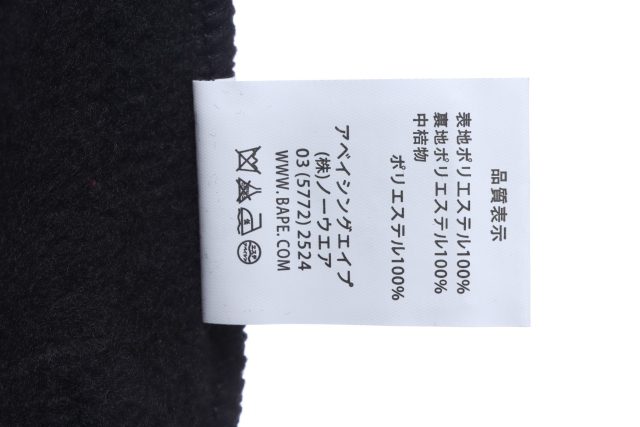 品質表示
表地ポリエステル100%
裏地ポリエステル100%
中桔物
ポリエステル100%
アベイシングエイプ
(株)ノーウエア
03 (5772) 2524
WWW.BAPE.COM